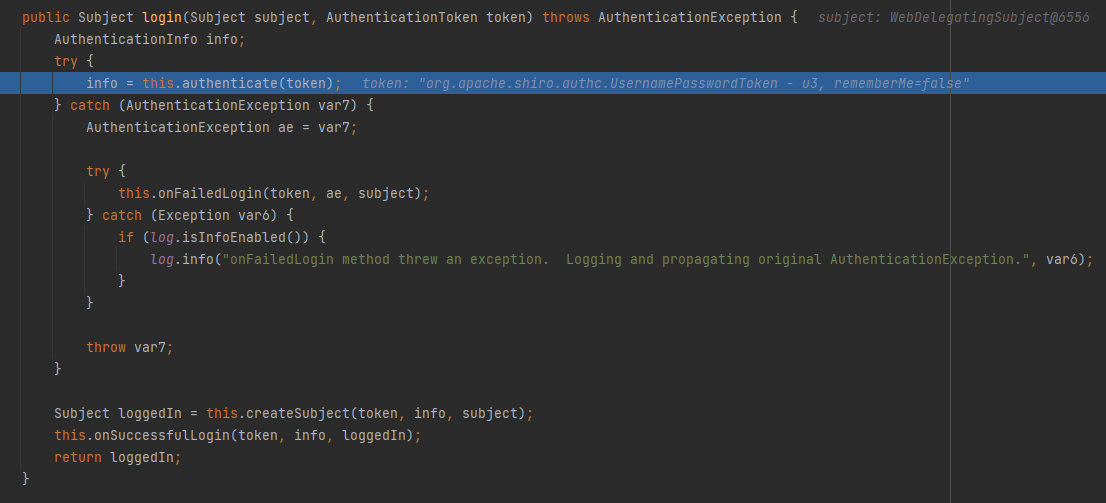 public Subject login(Subject subject, AuthenticationToken token) throws AuthenticationException {   subject: WebDelegatingSubject@6556
    AuthenticationInfo info;
    try {
        info = this.authenticate(token);   token: "org.apache.shiro.authc.UsernamePasswordToken - u3, rememberMe=false"
    } catch (AuthenticationException var7) {
        AuthenticationException ae = var7;

        try {
            this.onFailedLogin(token, ae, subject);
        } catch (Exception var6) {
            if (log.isInfoEnabled()) {
                log.info("onFailedLogin method threw an exception.  Logging and propagating original AuthenticationException.", var6);
            }
        }

        throw var7;
    }

    Subject loggedIn = this.createSubject(token, info, subject);
    this.onSuccessfulLogin(token, info, loggedIn);
    return loggedIn;
}